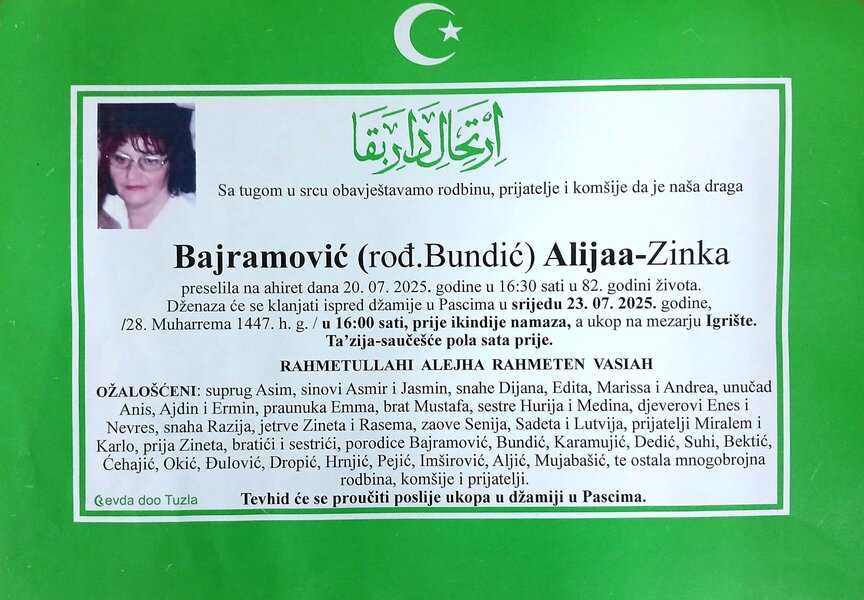 اِرْتِحَالِ دَارِ بَقَا
Sa tugom u srcu obavještavamo rodbinu, prijatelje i komšije da je naša draga
Bajramović (rođ.Bundić) Alijaa-Zinka
preselila na ahiret dana 20. 07. 2025. godine u 16:30 sati u 82. godini života.
Dženaza će se klanjati ispred džamije u Pascima u srijedu 23. 07. 2025. godine,
/28. Muharrema 1447. h. g. / u 16:00 sati, prije ikindije namaza, a ukop na mezarju Igrište.
Ta’zija-saučešće pola sata prije.
RAHMETULLAHI ALEJHA RAHMETEN VASIAH
OŽALOŠĆENI: suprug Asim, sinovi Asmir i Jasmin, snahe Dijana, Edita, Marissa i Andrea, unučad
Anis, Ajdin i Ermin, praunuka Emma, brat Mustafa, sestre Hurija i Medina, djeverovi Enes i
Nevres, snaha Razija, jetrve Zineta i Rasema, zaove Senija, Sadeta i Lutvija, prijatelji Miralem i
Karlo, prija Zineta, bratići i sestrići, porodice Bajramović, Bundić, Karamujić, Dedić, Suhi, Bektić,
Ćehajić, Okić, Đulović, Dropić, Hrnjić, Pejić, Imširović, Aljić, Mujabašić, te ostala mnogobrojna
rodbina, komšije i prijatelji.
Tevhid će se proučiti poslije ukopa u džamiji u Pascima.
evda doo Tuzla